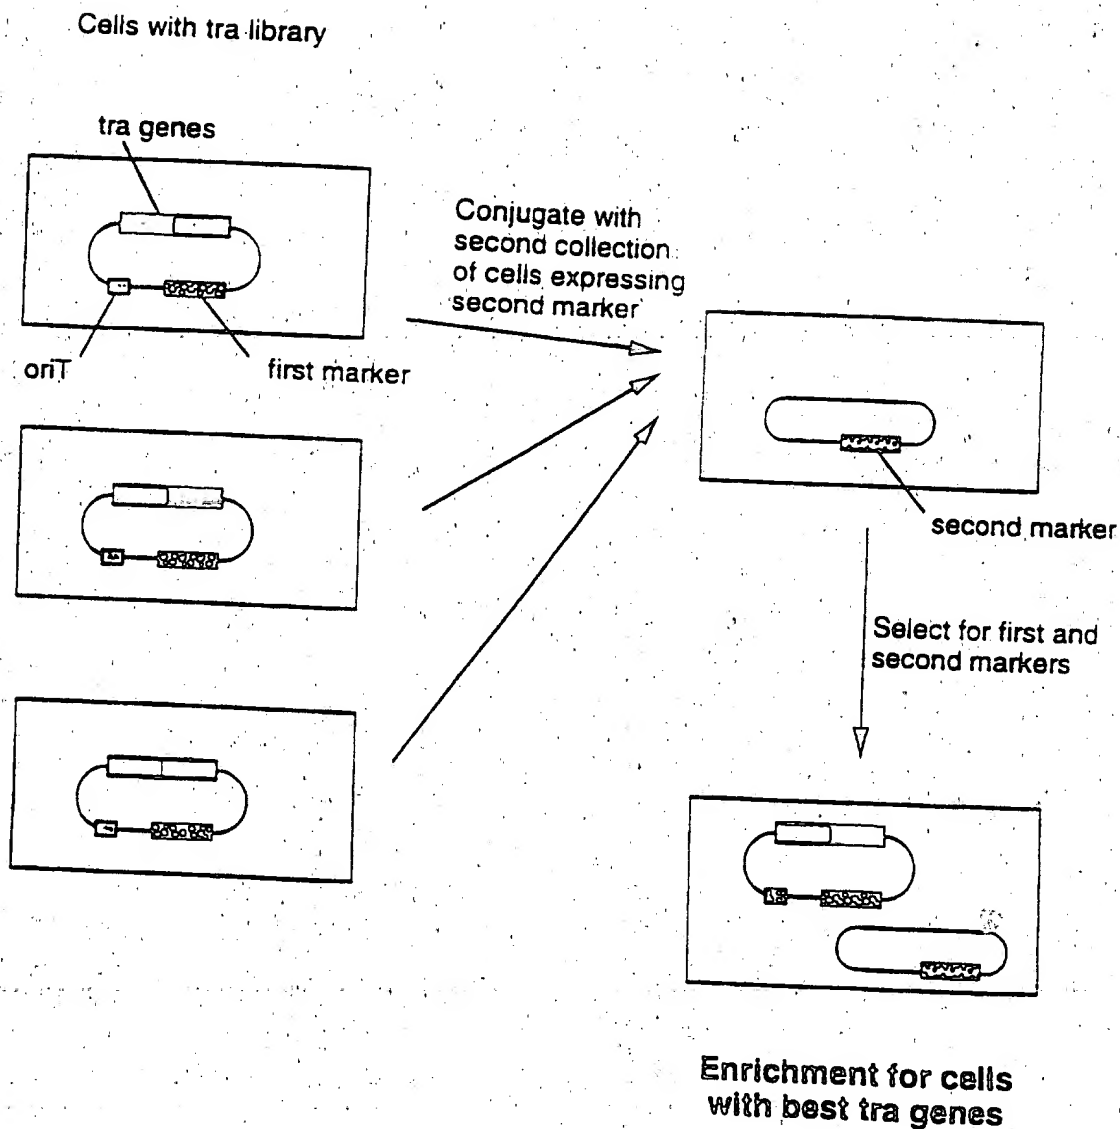 Cells with tra library
tra genes
Conjugate with
second collection
of cells expressing
second marker
oriT
first marker
second marker
Select for first and
second markers
Enrichment for cells
with best tra genes